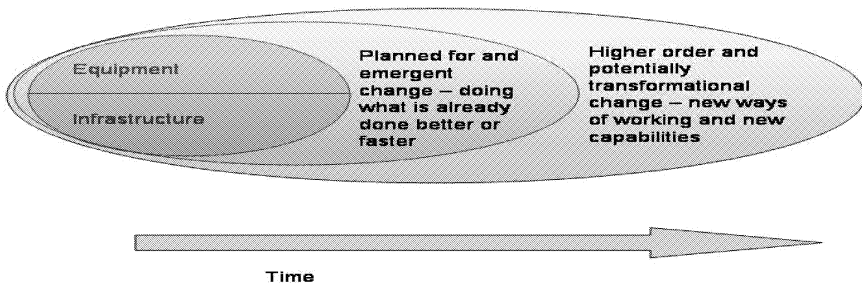 Equipment
Infrastructure
Planned for and
emergent
change – doing
what is already
done better or
faster
Higher order and
potentially
transformational
change – new ways
of working and new
capabilities
Time